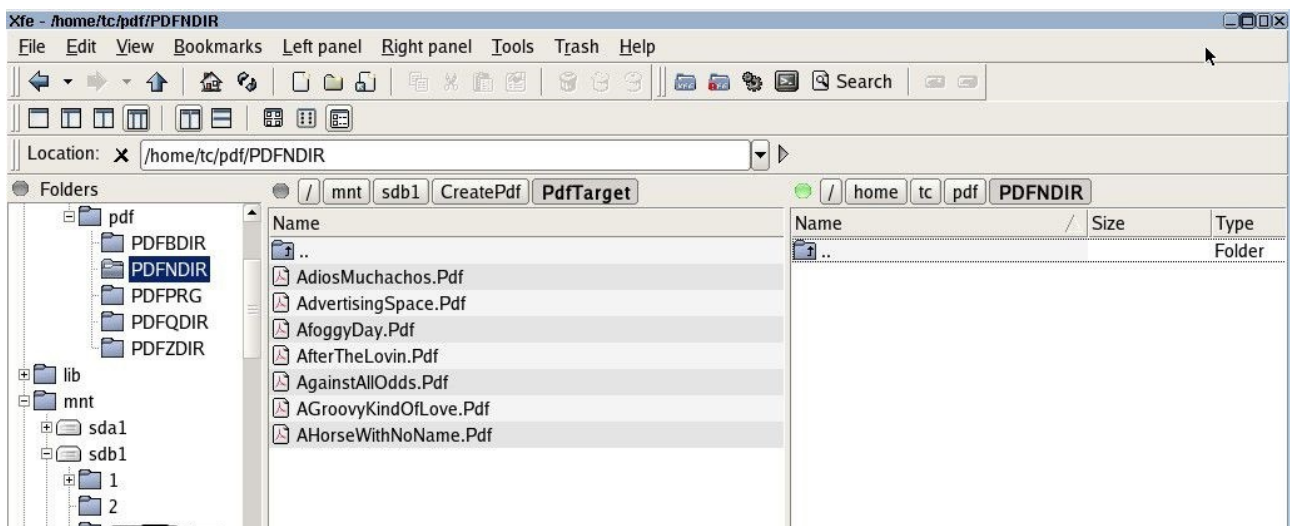 Xfe - /home/tc/pdf/PDFNDIR
File Edit View Bookmarks Left panel Right panel Tools Trash Help
Search
Location: /home/tc/pdf/PDFNDIR
Folders
pdf
PDFBDIR
PDFNDIR
PDFPRG
PDFQDIR
PDFZDIR
lib
mnt
sda1
sdb1
1
2
/ mnt sdb1 CreatePdf PdfTarget
Name
..
AdiosMuchachos.Pdf
AdvertisingSpace.Pdf
AfoggyDay.Pdf
AfterTheLovin.Pdf
AgainstAllOdds.Pdf
AGroovyKindOfLove.Pdf
AHorseWithNoName.Pdf
/ home tc pdf PDFNDIR
Name / Size Type
.. Folder